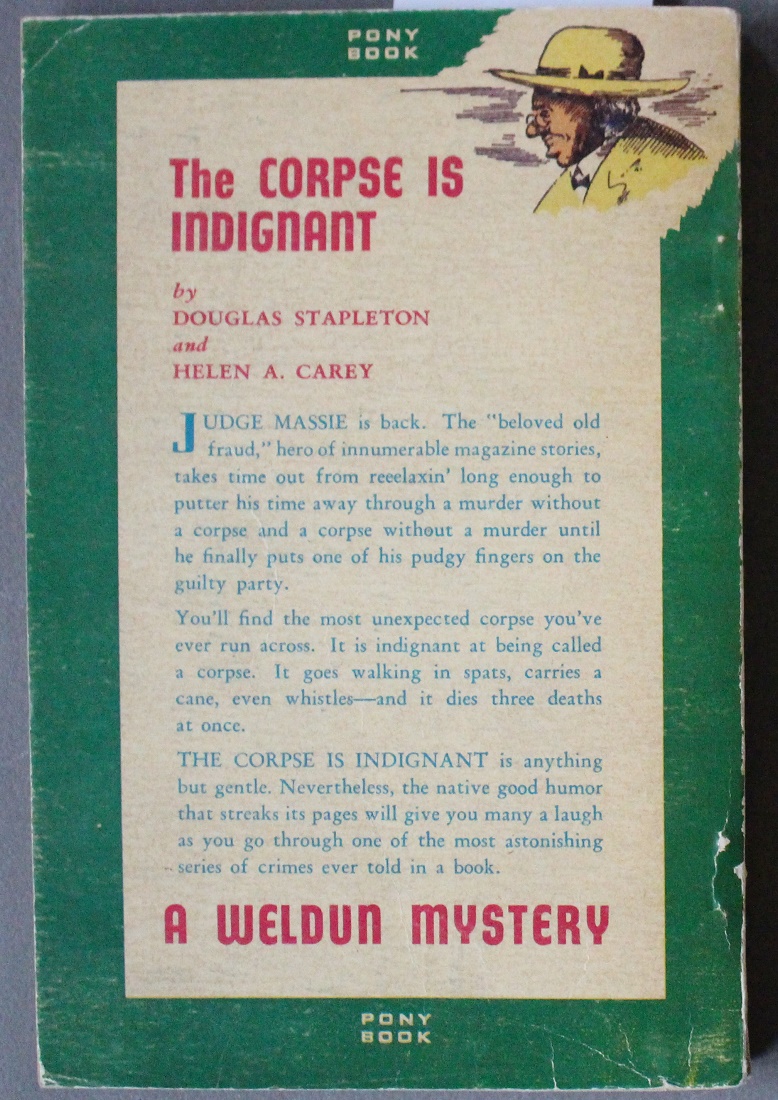 PONY
BOOK
The CORPSE IS
INDIGNANT
by
DOUGLAS STAPLETON
and
HELEN A. CAREY
JUDGE MASSIE is back. The "beloved old
fraud," hero of innumerable magazine stories,
takes time out from reeelaxin' long enough to
putter his time away through a murder without
a corpse and a corpse without a murder until
he finally puts one of his pudgy fingers on the
guilty party.
You'll find the most unexpected corpse you've
ever run across. It is indignant at being called
a corpse. It goes walking in spats, carries a
cane, even whistles—and it dies three deaths
at once.
THE CORPSE IS INDIGNANT is anything
but gentle. Nevertheless, the native good humor
that streaks its pages will give you many a laugh
as you go through one of the most astonishing
series of crimes ever told in a book.
A WELDUN MYSTERY
PONY
BOOK